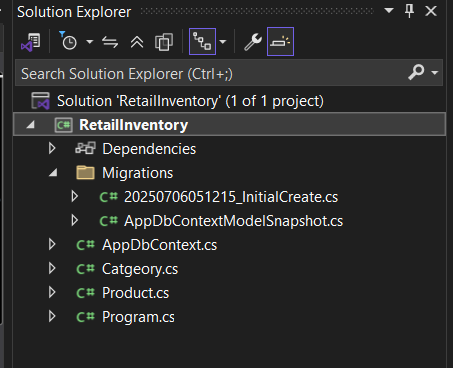 Solution Explorer
Search Solution Explorer (Ctrl+;)
Solution 'RetailInventory' (1 of 1 project)
C# RetailInventory
Dependencies
Migrations
C# 20250706051215_InitialCreate.cs
C# AppDbContextModelSnapshot.cs
C# AppDbContext.cs
C# Catgeory.cs
C# Product.cs
C# Program.cs